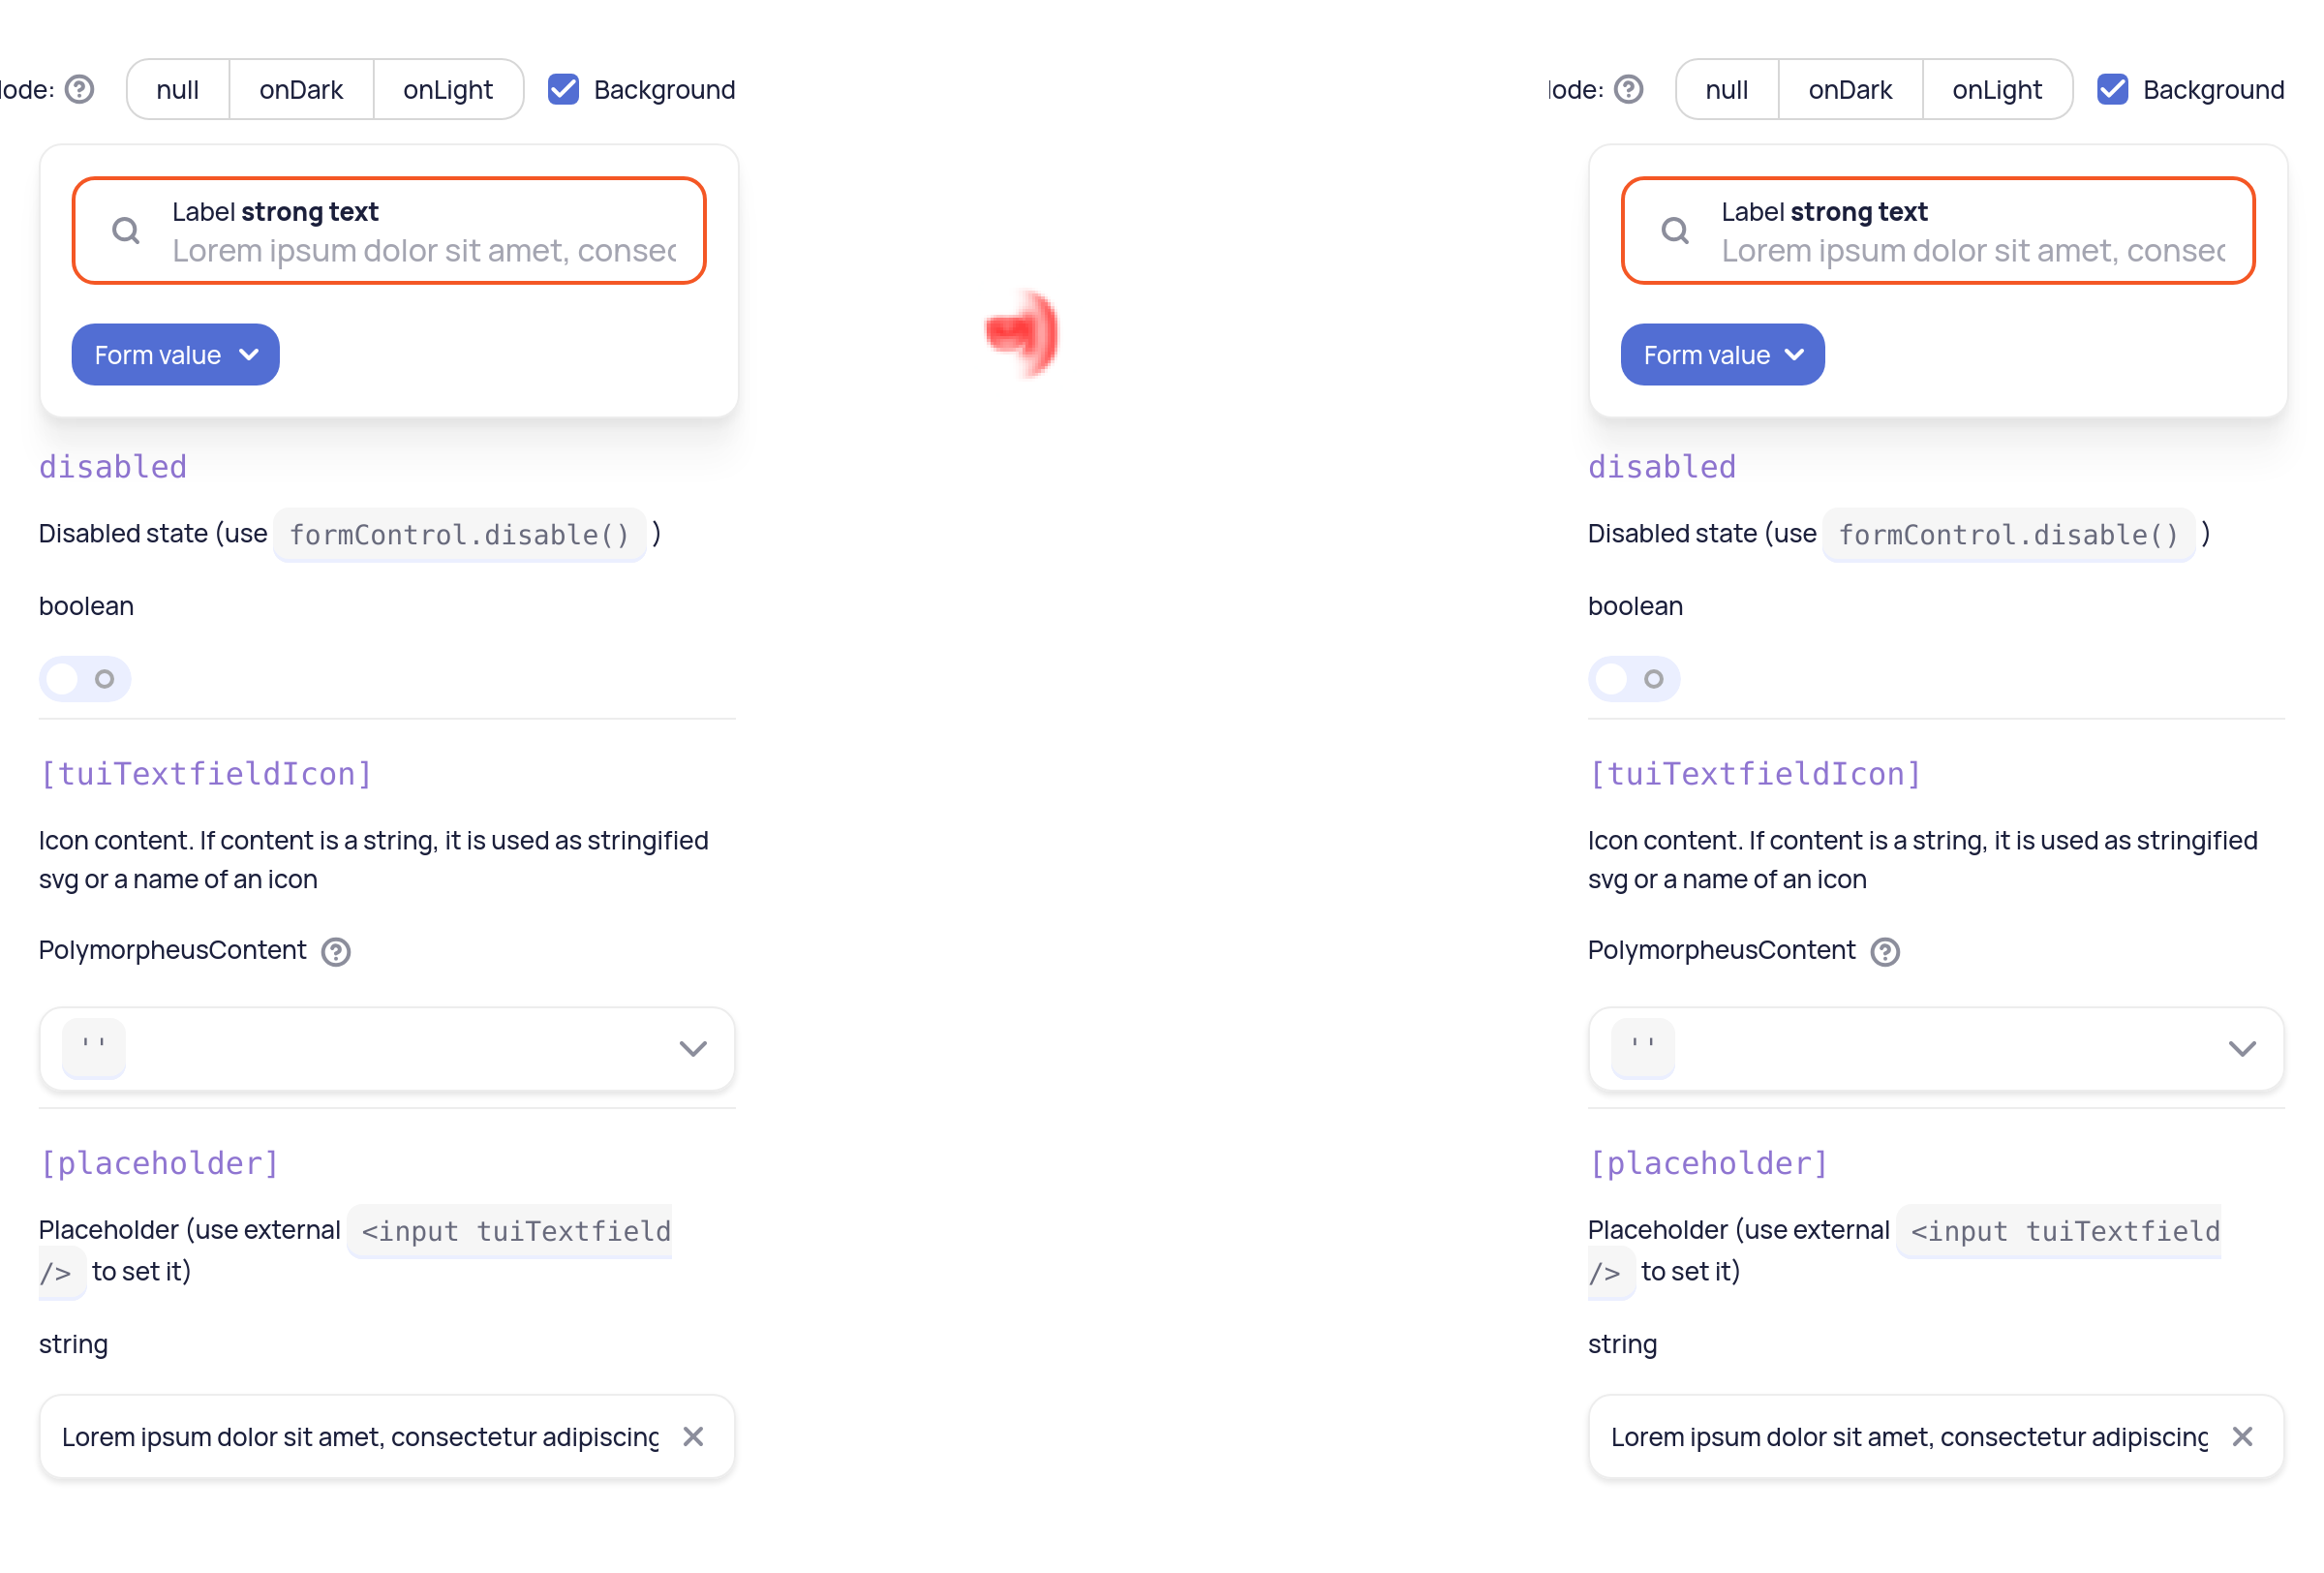 lode: null onDark onLight Background
Label strong text
Lorem ipsum dolor sit amet, consec
Form value
disabled
Disabled state (use formControl.disable() )
boolean
[tuiTextfieldIcon]
Icon content. If content is a string, it is used as stringified
svg or a name of an icon
PolymorpheusContent
''
[placeholder]
Placeholder (use external <input tuiTextfield
/> to set it)
string
Lorem ipsum dolor sit amet, consectetur adipiscing
lode: null onDark onLight Background
Label strong text
Lorem ipsum dolor sit amet, consec
Form value
disabled
Disabled state (use formControl.disable() )
boolean
[tuiTextfieldIcon]
Icon content. If content is a string, it is used as stringified
svg or a name of an icon
PolymorpheusContent
''
[placeholder]
Placeholder (use external <input tuiTextfield
/> to set it)
string
Lorem ipsum dolor sit amet, consectetur adipiscing